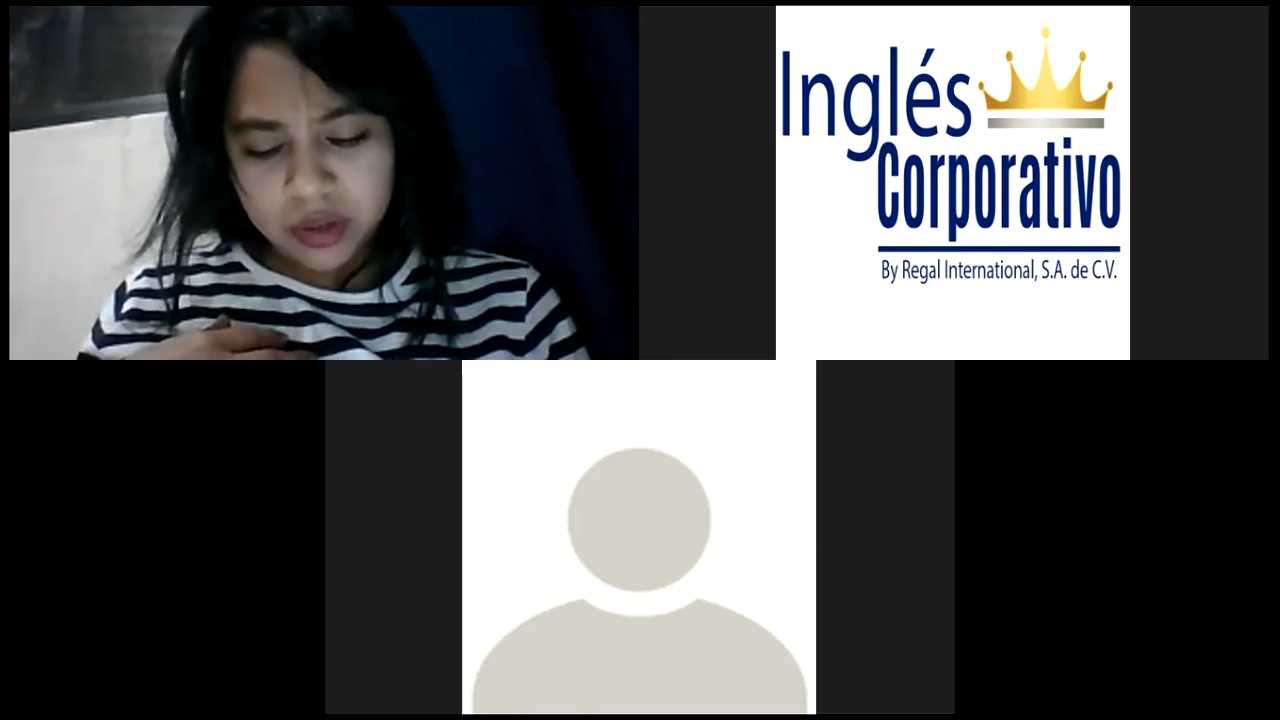 Inglés
Corporativo
By Regal International, S.A. de C.V.